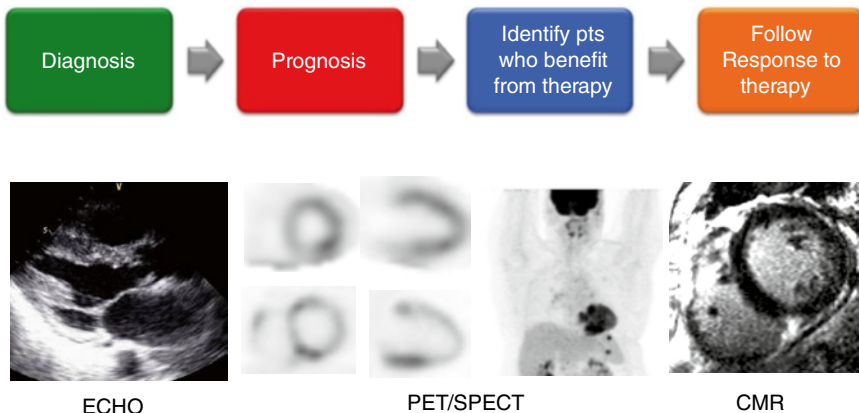 Diagnosis
Prognosis
Identify pts
who benefit
from therapy
Follow
Response to
therapy
V
S
ECHO
PET/SPECT
CMR